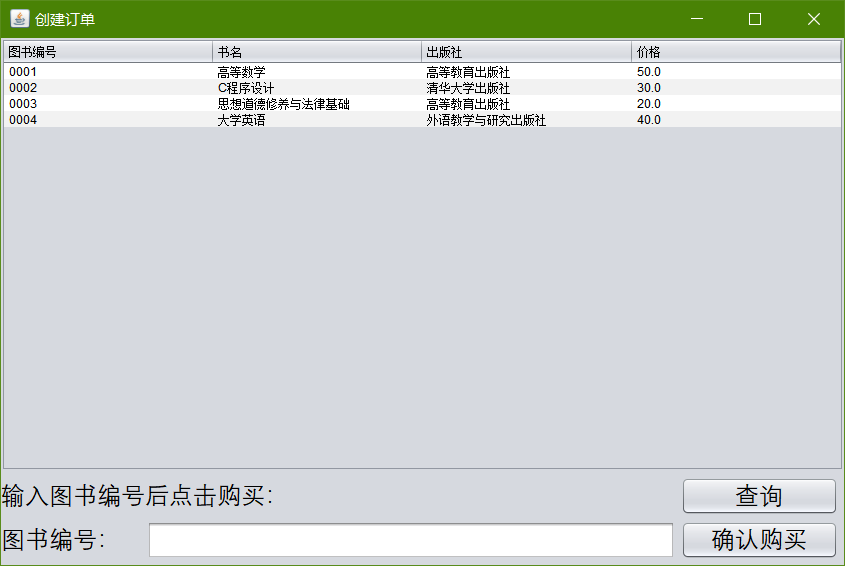 创建订单
图书编号 书名 出版社 价格
0001 高等数学 高等教育出版社 50.0
0002 C程序设计 清华大学出版社 30.0
0003 思想道德修养与法律基础 高等教育出版社 20.0
0004 大学英语 外语教学与研究出版社 40.0
输入图书编号后点击购买: 查询
图书编号: 确认购买